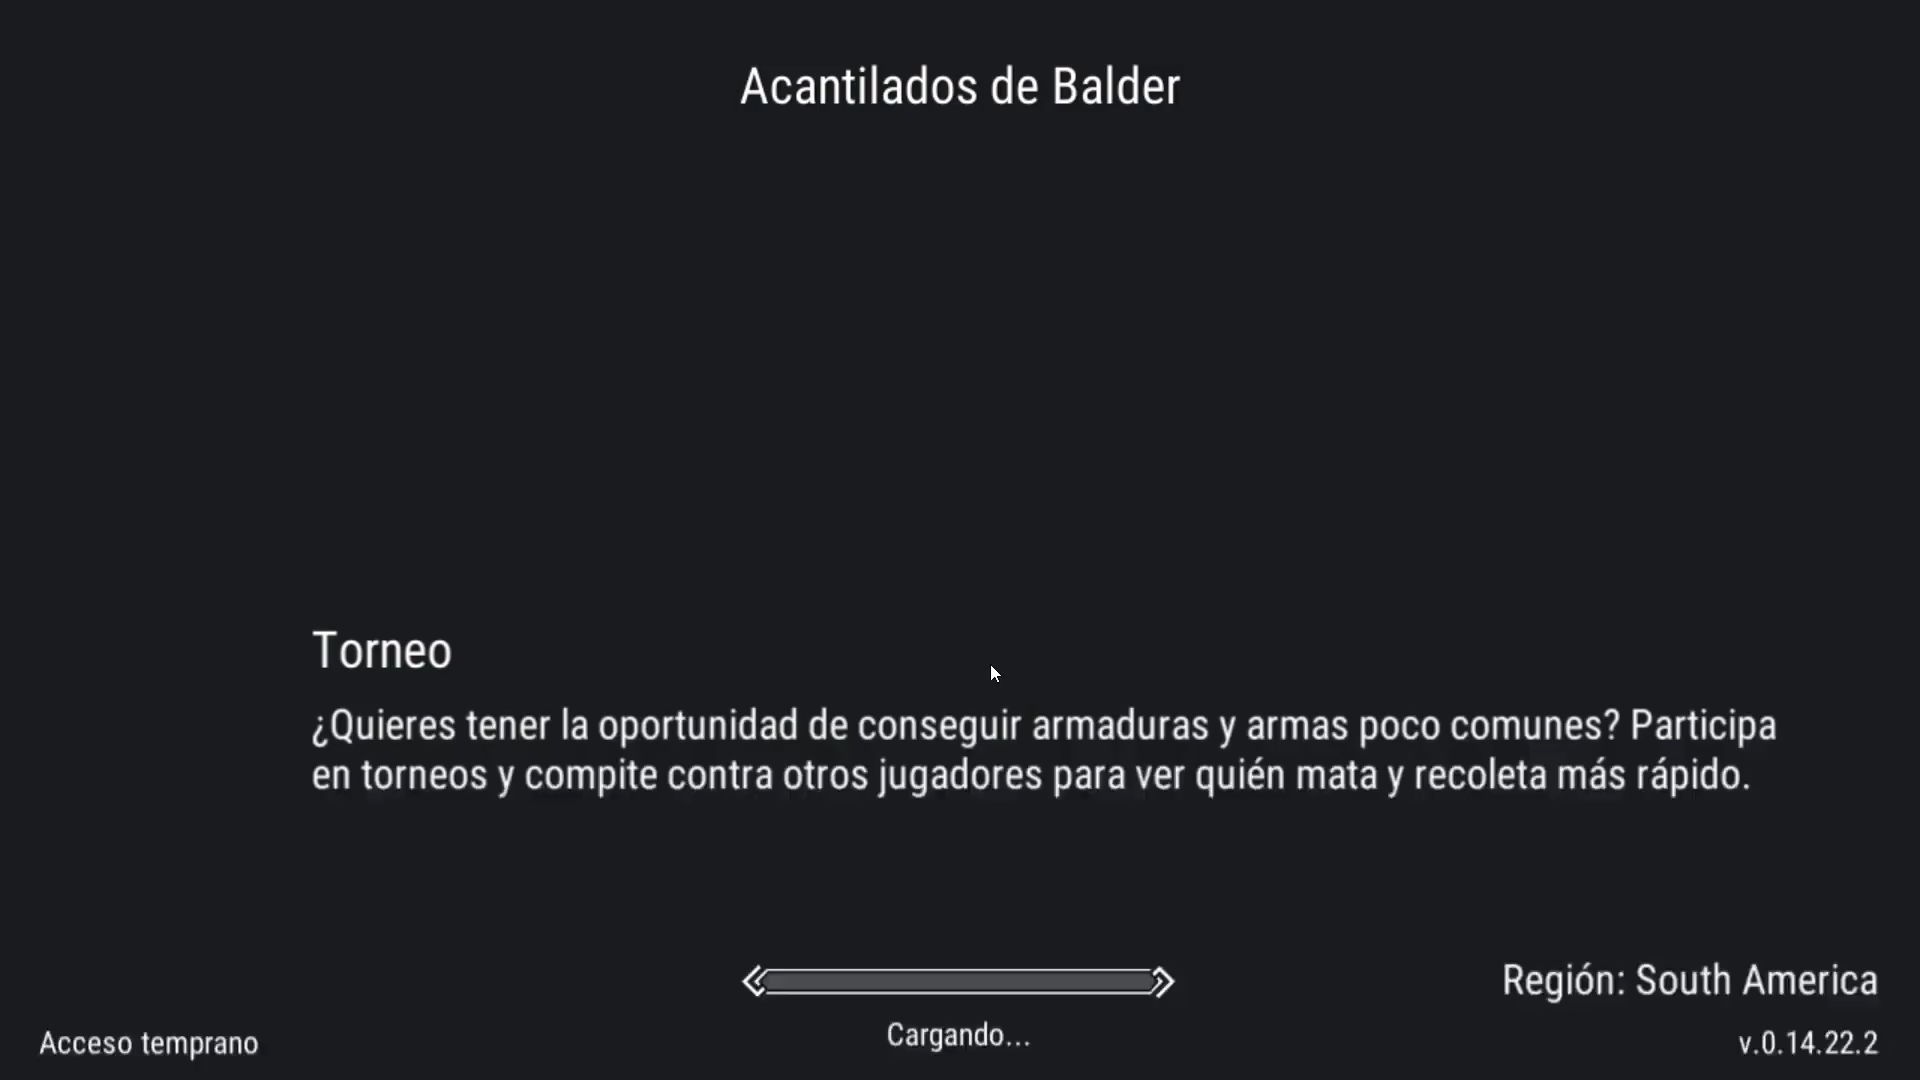 Acantilados de Balder
Torneo
¿Quieres tener la oportunidad de conseguir armaduras y armas poco comunes? Participa
en torneos y compite contra otros jugadores para ver quién mata y recoleta más rápido.
Región: South America
Cargando...
Acceso temprano
v.0.14.22.2